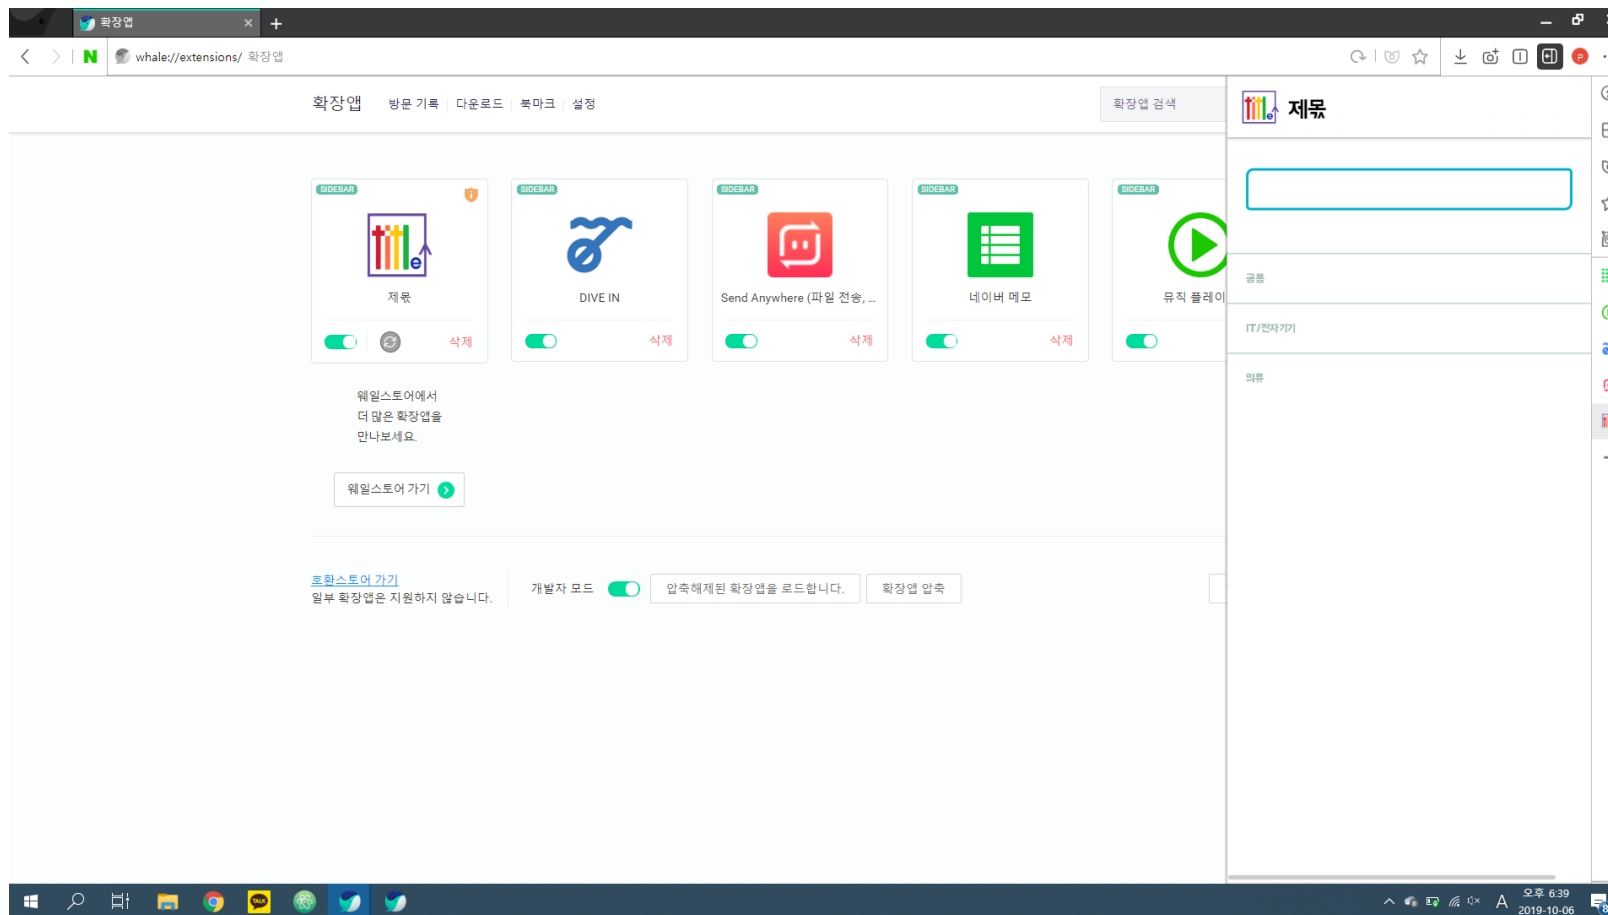 확장앱
whale://extensions/ 확장앱
확장앱 방문 기록 다운로드 북마크 설정
확장앱 검색
title 제목
SIDEBAR
title
제목
삭제
SIDEBAR
DIVE IN
삭제
SIDEBAR
Send Anywhere (파일 전송, ...
삭제
SIDEBAR
네이버 메모
삭제
SIDEBAR
뮤직 플레이
공통
IT/전자기기
의류
웨일스토어에서
더 많은 확장앱을
만나보세요.
웨일스토어 가기
호환스토어 가기
일부 확장앱은 지원하지 않습니다.
개발자 모드
압축해제된 확장앱을 로드합니다.
확장앱 압축
TALK
A
오후 6:39
2019-10-06